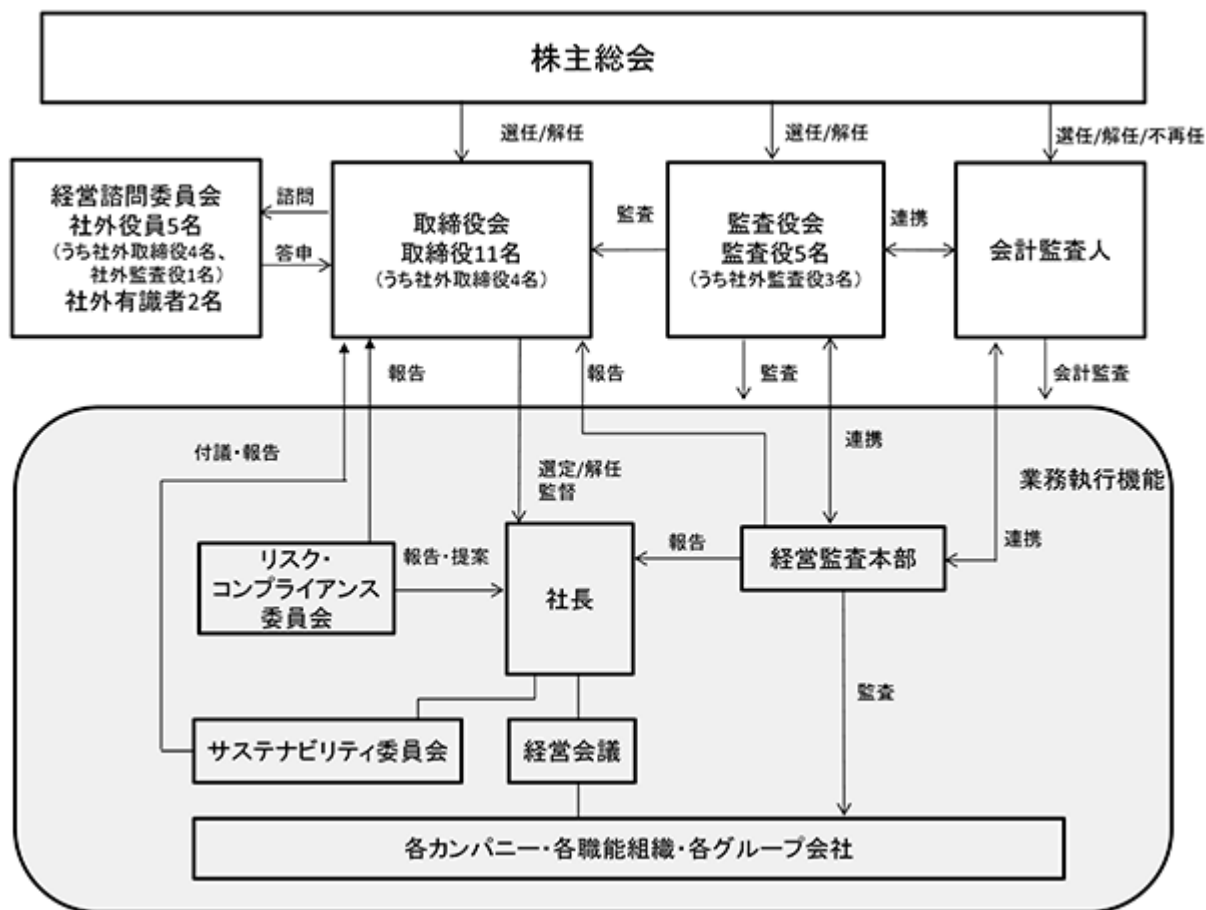 株主総会
選任/解任
選任/解任
選任/解任/不再任
経営諮問委員会
社外役員5名
(うち社外取締役4名、
社外監査役1名)
社外有識者2名
諮問
答申
取締役会
取締役11名
(うち社外取締役4名)
監査
監査役会
監査役5名
(うち社外監査役3名)
連携
会計監査人
報告
報告
監査
会計監査
付議・報告
選定/解任
監督
連携
業務執行機能
連携
リスク・
コンプライアンス
委員会
報告・提案
社長
報告
経営監査本部
監査
サステナビリティ委員会
経営会議
各カンパニー・各職能組織・各グループ会社